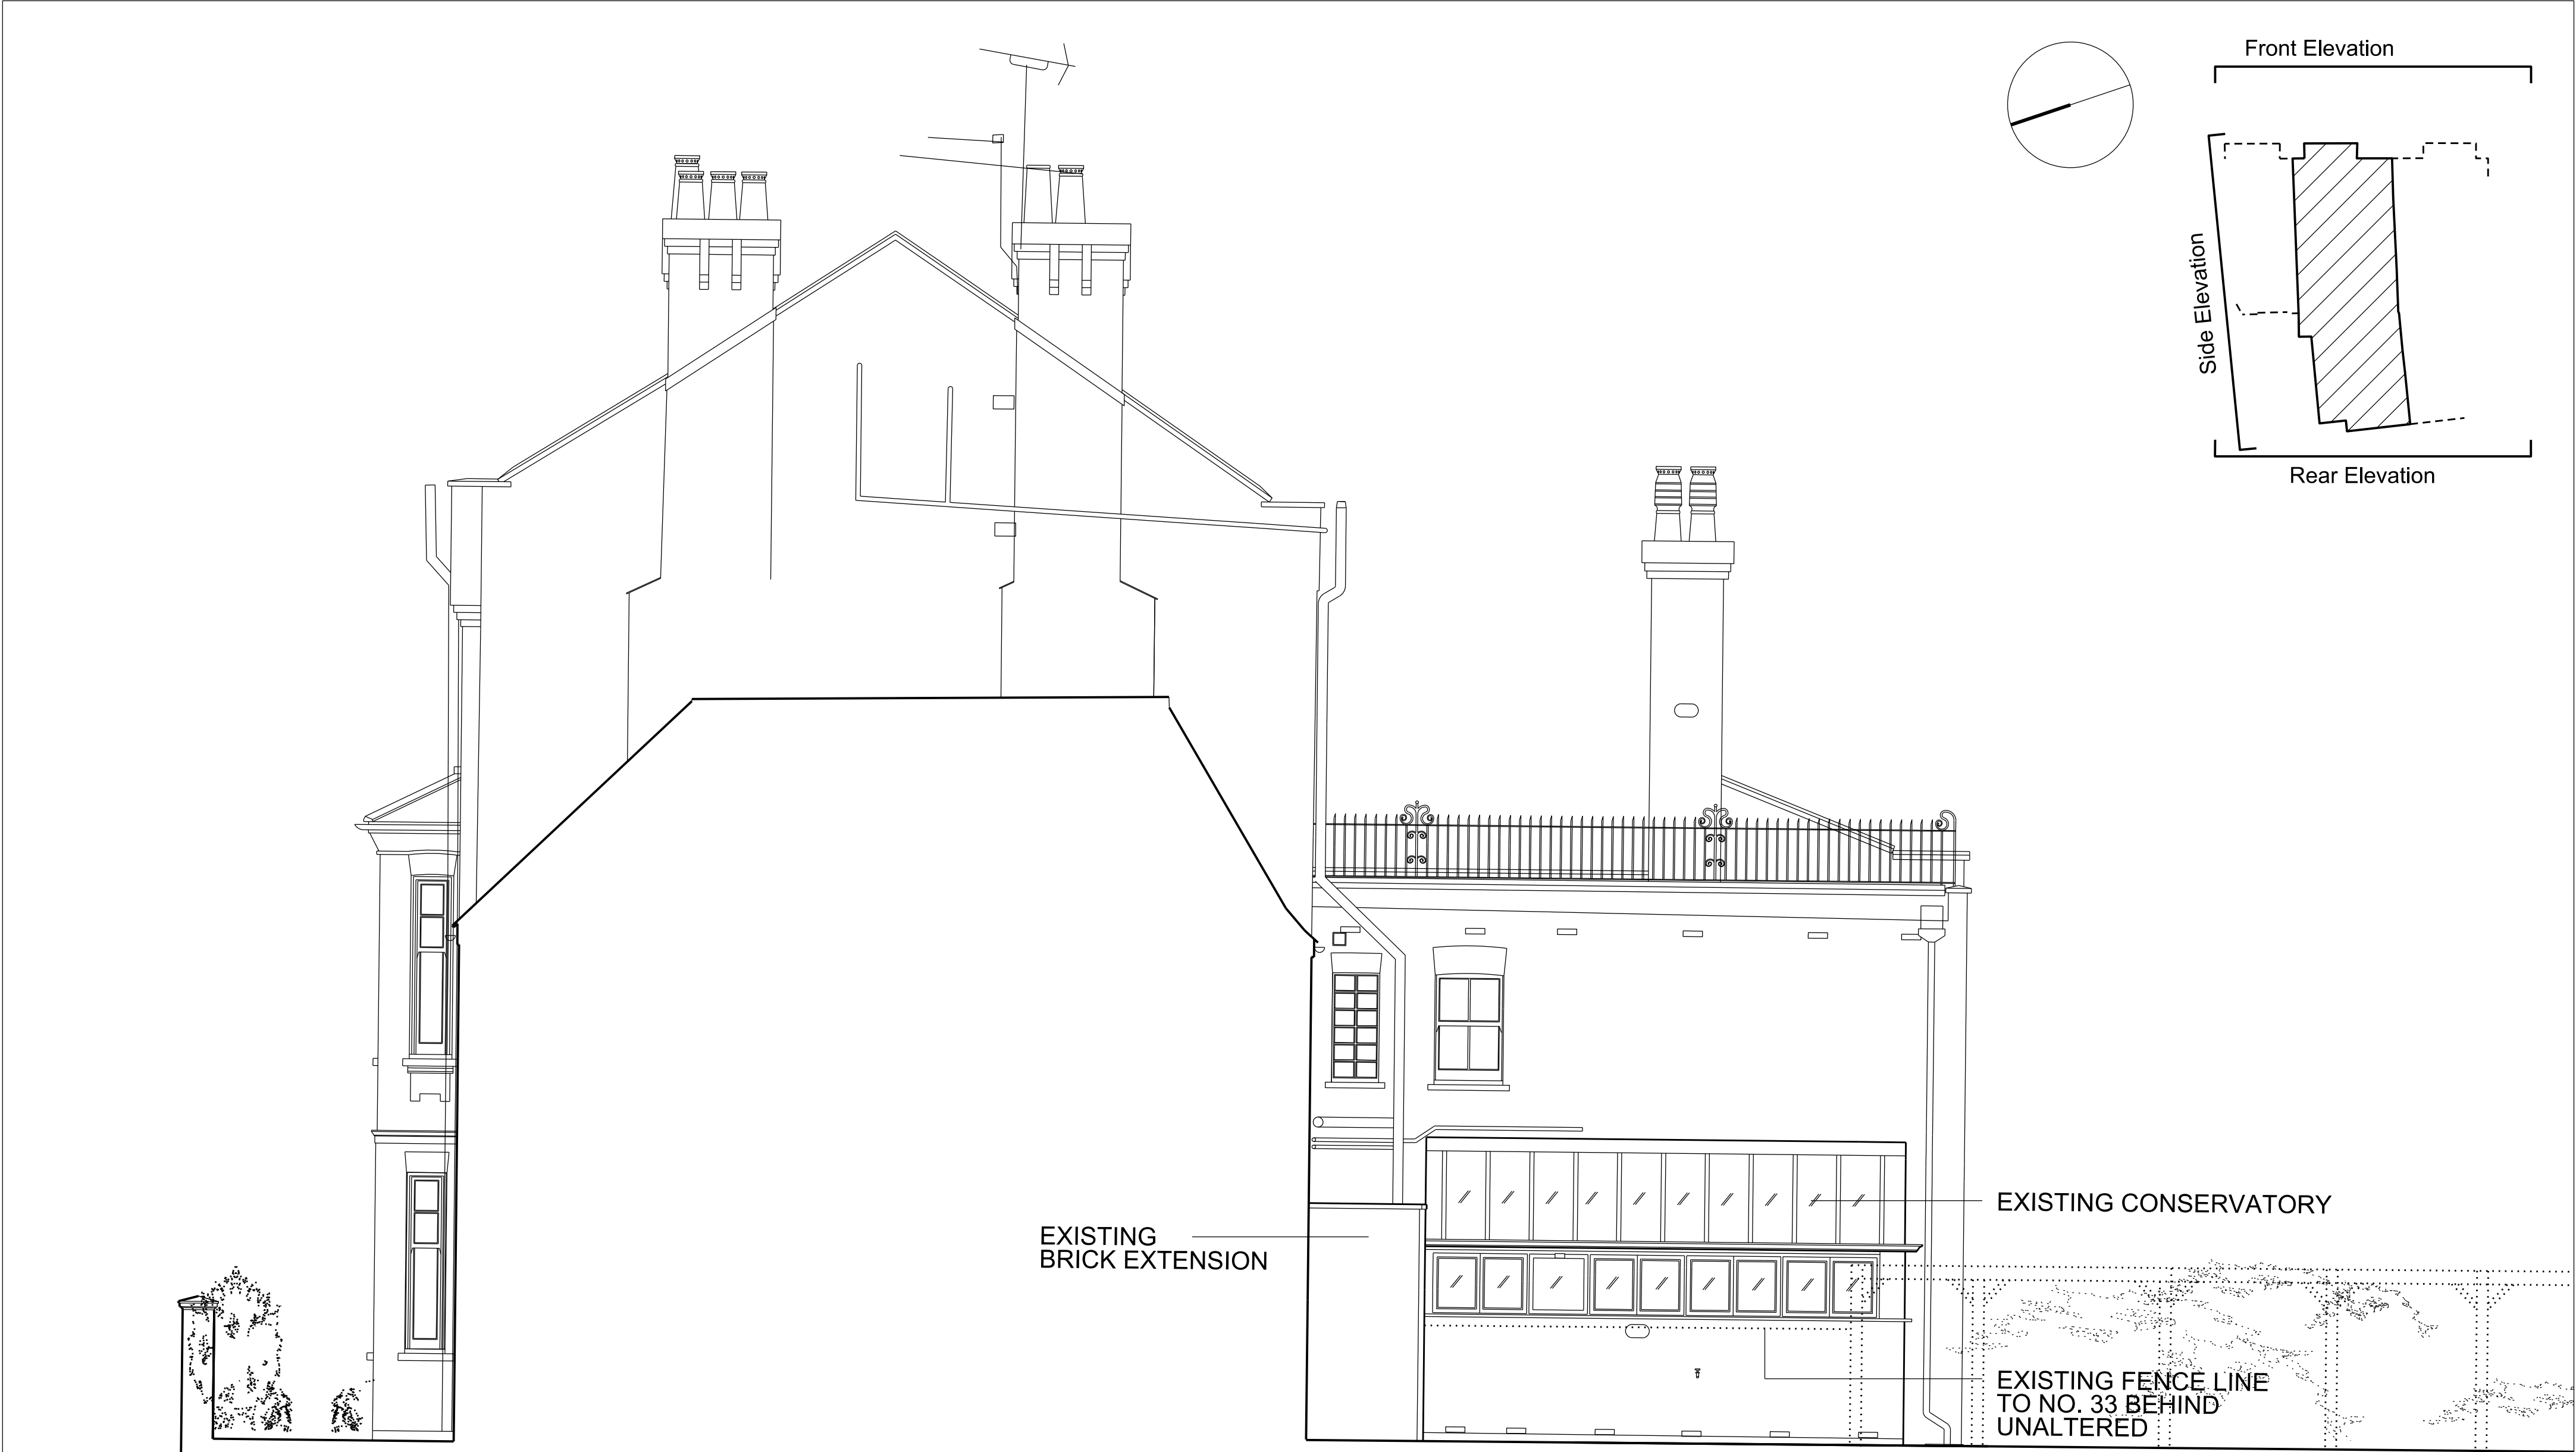 Front Elevation
Side Elevation
Rear Elevation
EXISTING CONSERVATORY
EXISTING
BRICK EXTENSION
EXISTING FENCE LINE
TO NO. 33 BEHIND
UNALTERED